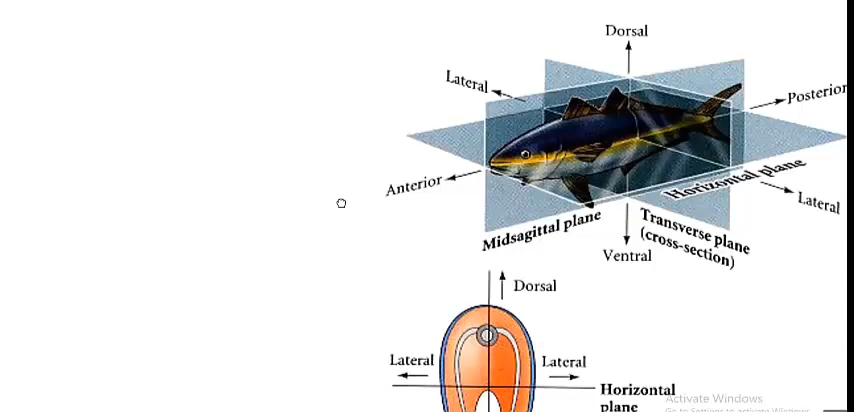 Dorsal
Lateral
Posterior
Anterior
Horizontal plane
Lateral
Midsagittal plane
Transverse plane
(cross-section)
Ventral
Dorsal
Lateral
Lateral
Horizontal
plane
Activate Windows
Go to Settings to activate Windows.